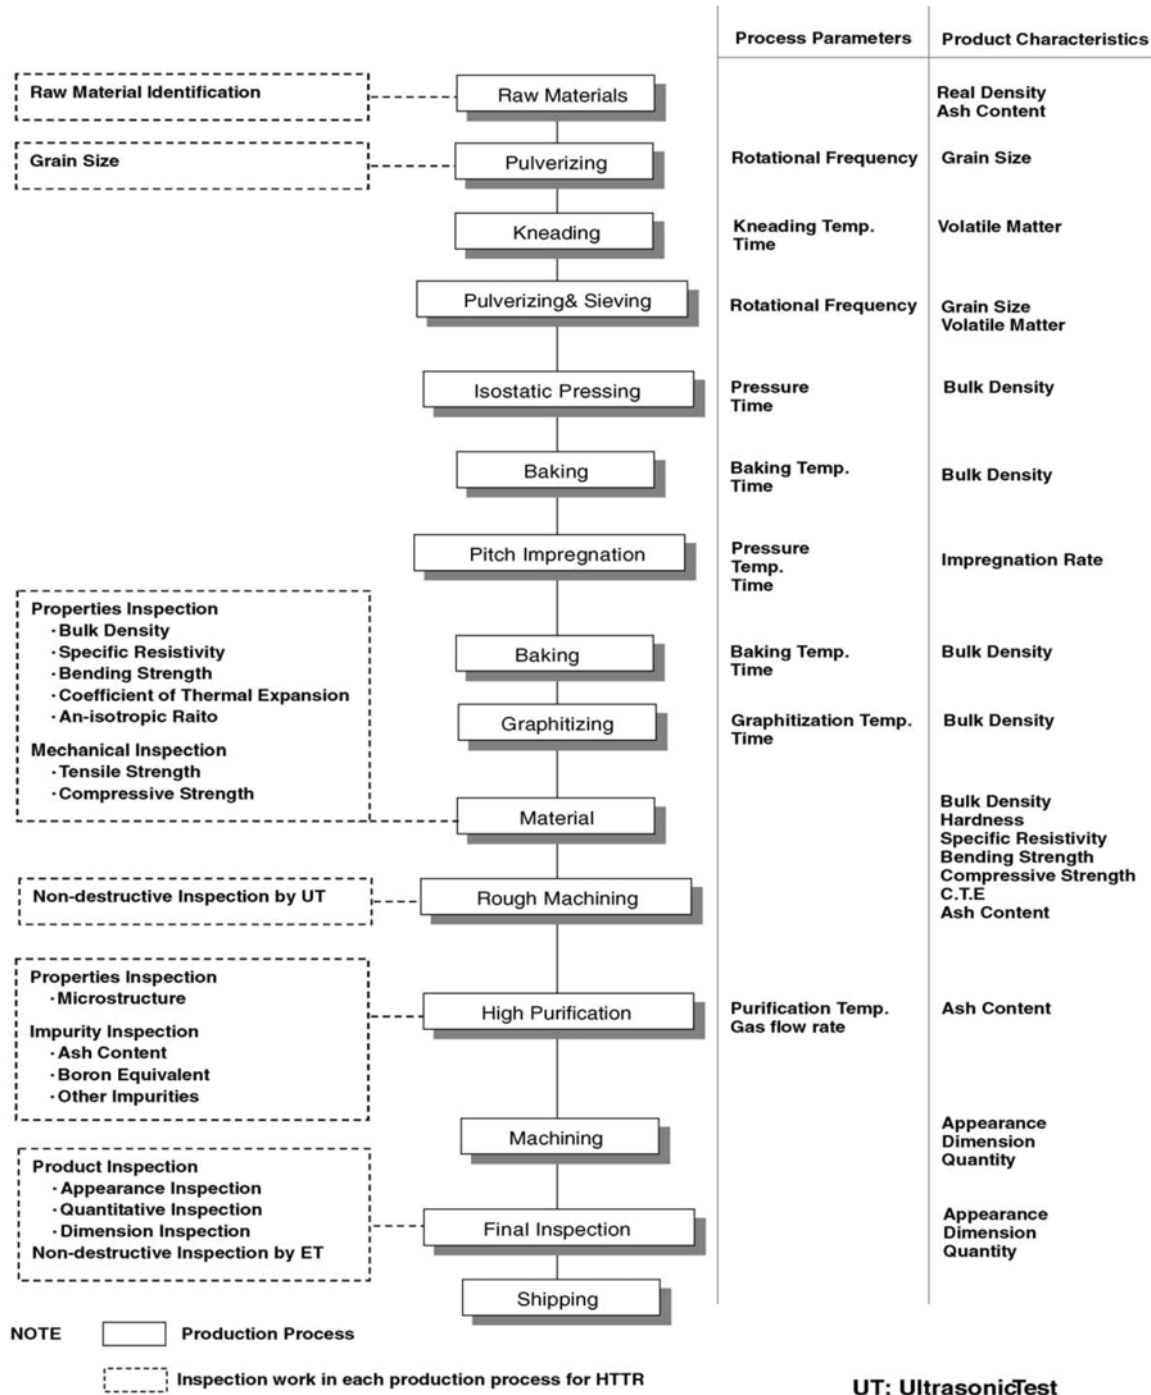 Process Parameters
Product Characteristics
Raw Material Identification
Raw Materials
Real Density
Ash Content
Grain Size
Pulverizing
Rotational Frequency
Grain Size
Kneading
Kneading Temp.
Time
Volatile Matter
Pulverizing& Sieving
Rotational Frequency
Grain Size
Volatile Matter
Isostatic Pressing
Pressure
Time
Bulk Density
Baking
Baking Temp.
Time
Bulk Density
Pitch Impregnation
Pressure
Temp.
Time
Impregnation Rate
Properties Inspection
·Bulk Density
·Specific Resistivity
·Bending Strength
·Coefficient of Thermal Expansion
·An-isotropic Raito
Mechanical Inspection
·Tensile Strength
·Compressive Strength
Baking
Baking Temp.
Time
Bulk Density
Graphitizing
Graphitization Temp.
Time
Bulk Density
Material
Bulk Density
Hardness
Specific Resistivity
Bending Strength
Compressive Strength
C.T.E
Ash Content
Non-destructive Inspection by UT
Rough Machining
Properties Inspection
·Microstructure
Impurity Inspection
·Ash Content
·Boron Equivalent
·Other Impurities
High Purification
Purification Temp.
Gas flow rate
Ash Content
Machining
Appearance
Dimension
Quantity
Product Inspection
·Appearance Inspection
·Quantitative Inspection
·Dimension Inspection
Non-destructive Inspection by ET
Final Inspection
Appearance
Dimension
Quantity
Shipping
NOTE
Production Process
Inspection work in each production process for HTTR
UT: UltrasonicTest